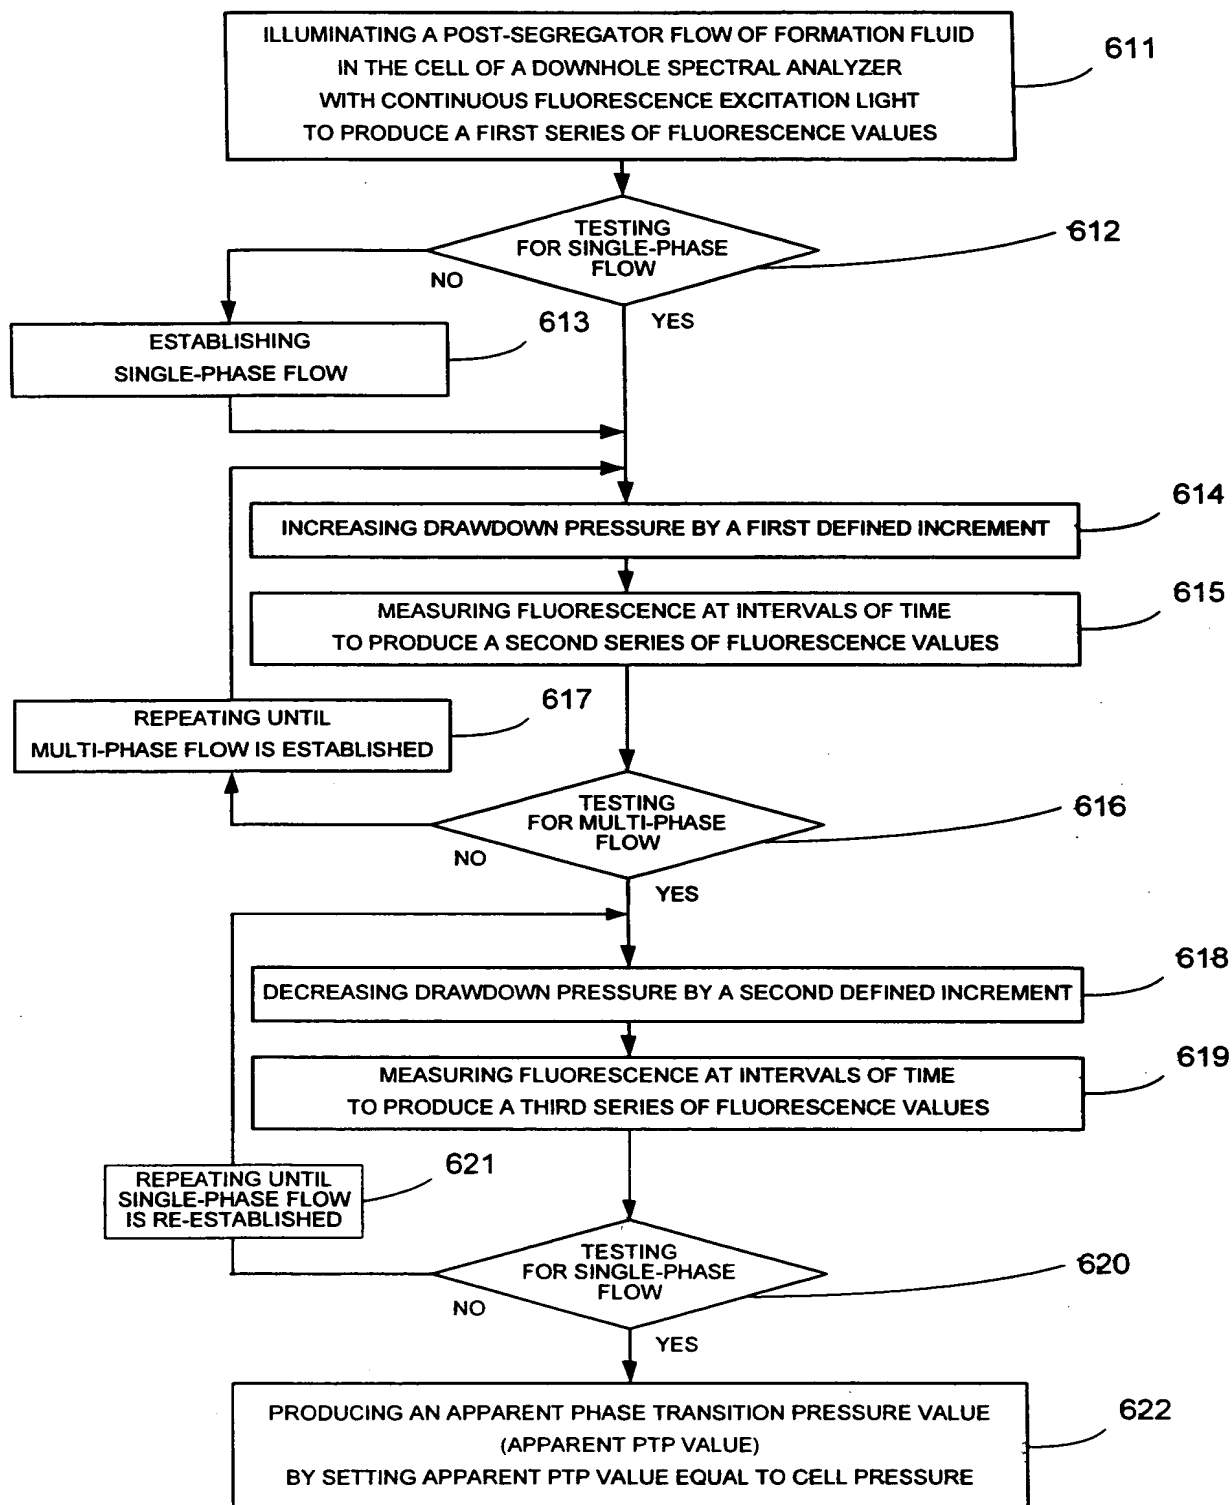 ILLUMINATING A POST-SEGREGATOR FLOW OF FORMATION FLUID
IN THE CELL OF A DOWNHOLE SPECTRAL ANALYZER
WITH CONTINUOUS FLUORESCENCE EXCITATION LIGHT
TO PRODUCE A FIRST SERIES OF FLUORESCENCE VALUES
611
TESTING
FOR SINGLE-PHASE
FLOW
612
NO
YES
ESTABLISHING
SINGLE-PHASE FLOW
613
INCREASING DRAWDOWN PRESSURE BY A FIRST DEFINED INCREMENT
614
MEASURING FLUORESCENCE AT INTERVALS OF TIME
TO PRODUCE A SECOND SERIES OF FLUORESCENCE VALUES
615
REPEATING UNTIL
MULTI-PHASE FLOW IS ESTABLISHED
617
TESTING
FOR MULTI-PHASE
FLOW
616
NO
YES
DECREASING DRAWDOWN PRESSURE BY A SECOND DEFINED INCREMENT
618
MEASURING FLUORESCENCE AT INTERVALS OF TIME
TO PRODUCE A THIRD SERIES OF FLUORESCENCE VALUES
619
REPEATING UNTIL
SINGLE-PHASE FLOW
IS RE-ESTABLISHED
621
TESTING
FOR SINGLE-PHASE
FLOW
620
NO
YES
PRODUCING AN APPARENT PHASE TRANSITION PRESSURE VALUE
(APPARENT PTP VALUE)
BY SETTING APPARENT PTP VALUE EQUAL TO CELL PRESSURE
622